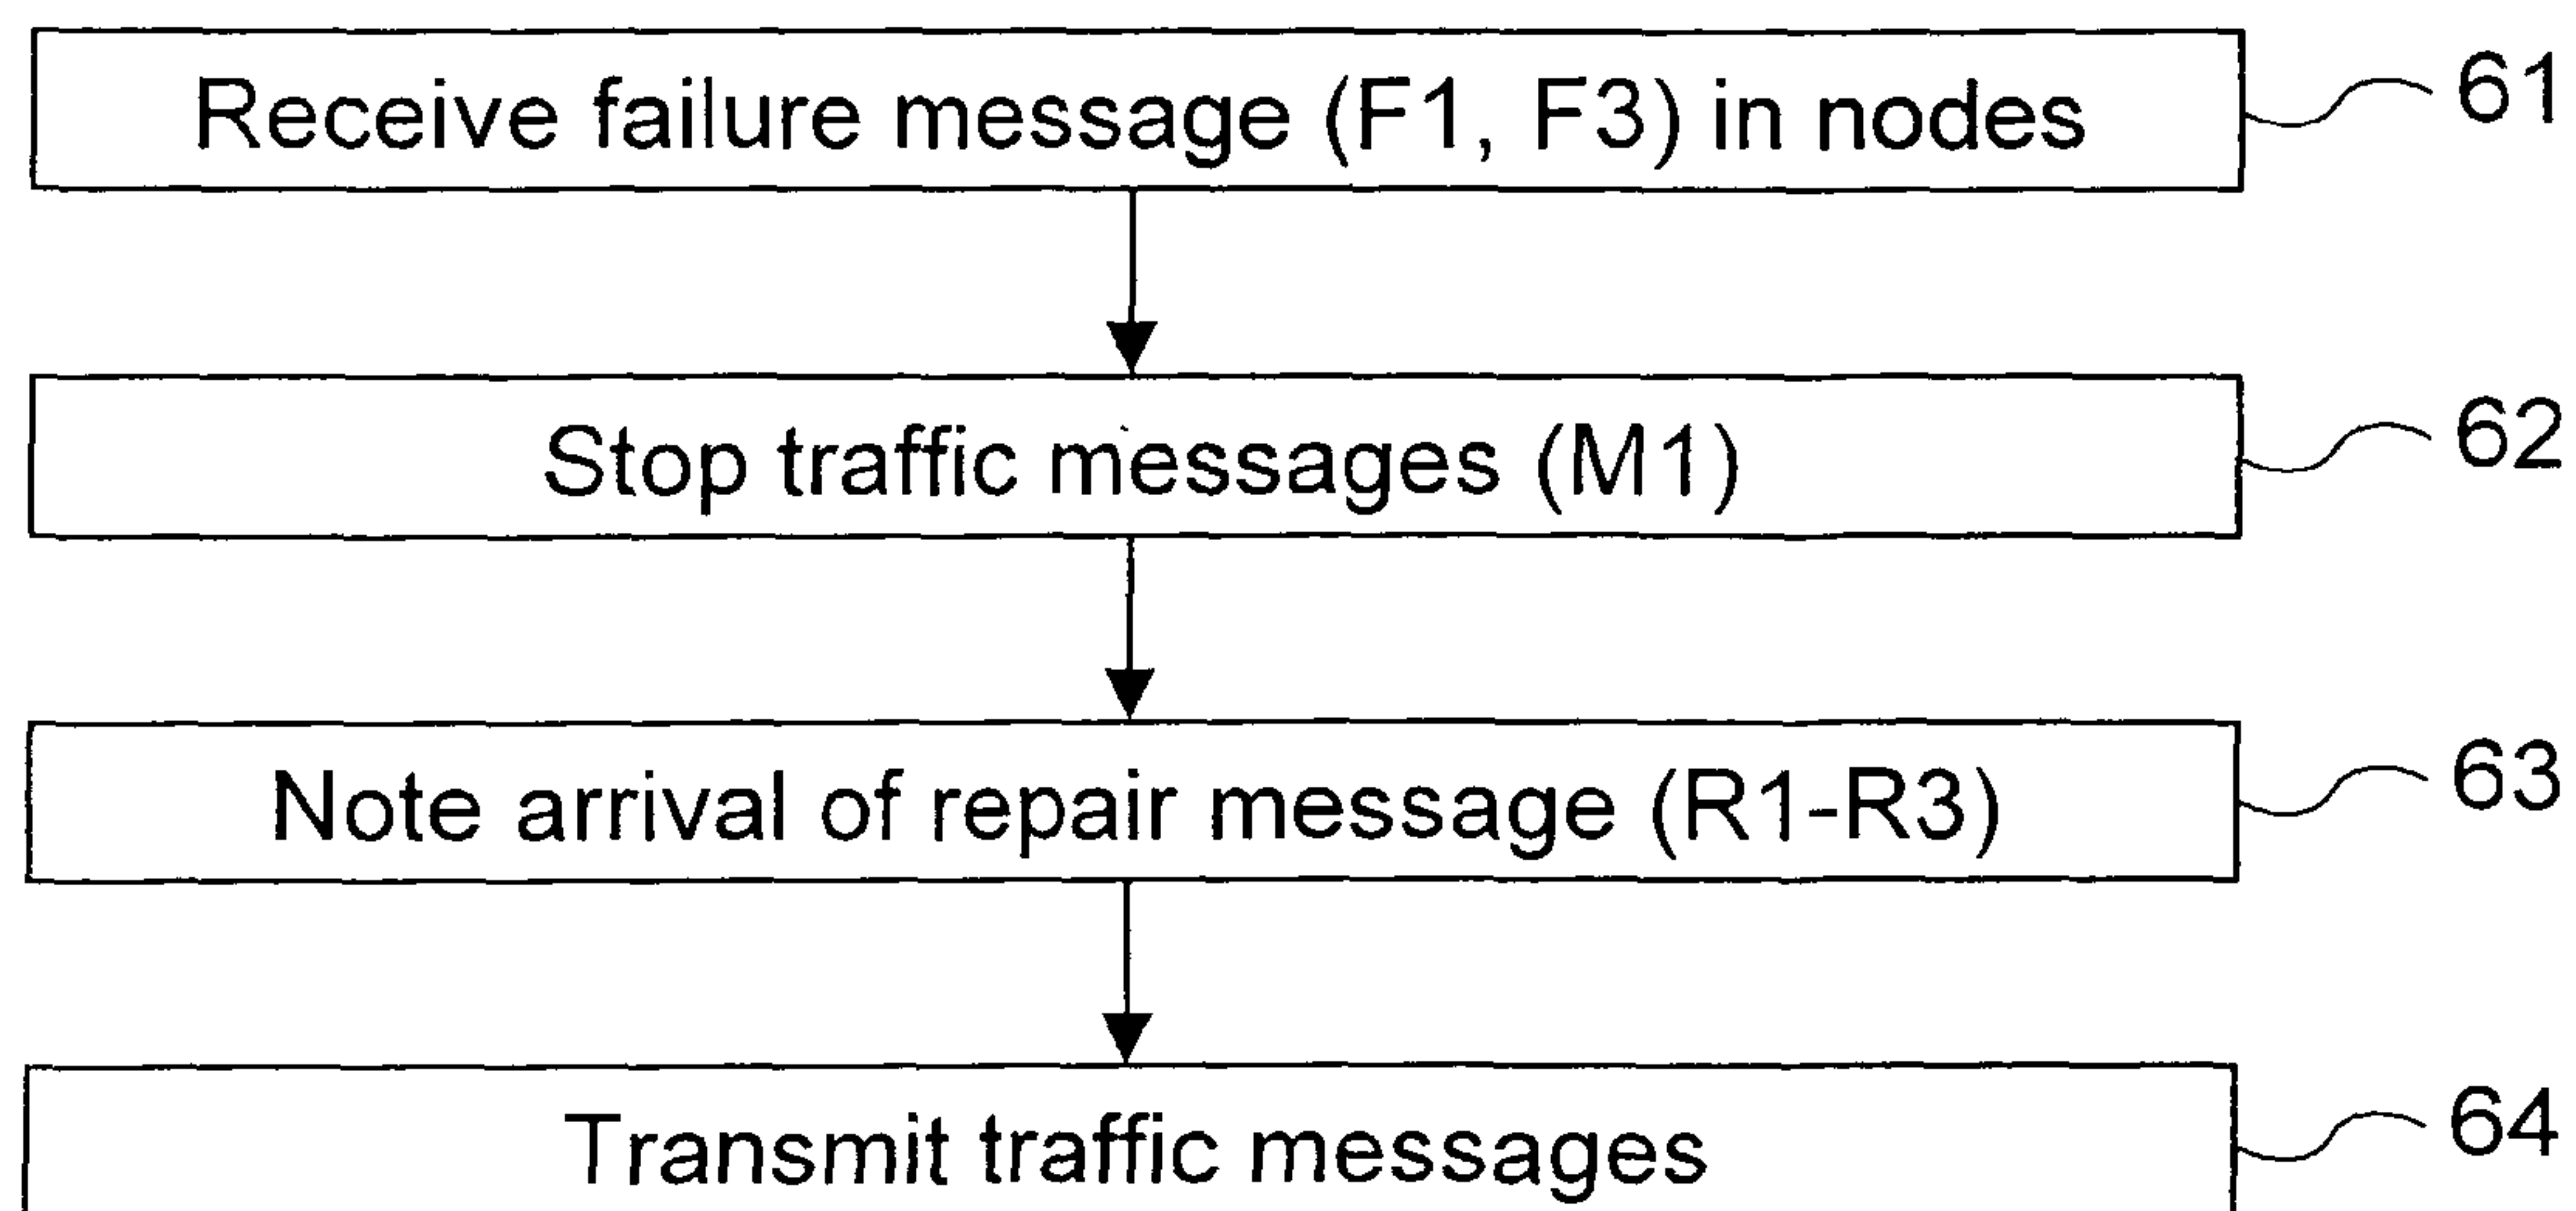 Receive failure message (F1, F3) in nodes 61
Stop traffic messages (M1) 62
Note arrival of repair message (R1-R3) 63
Transmit traffic messages 64